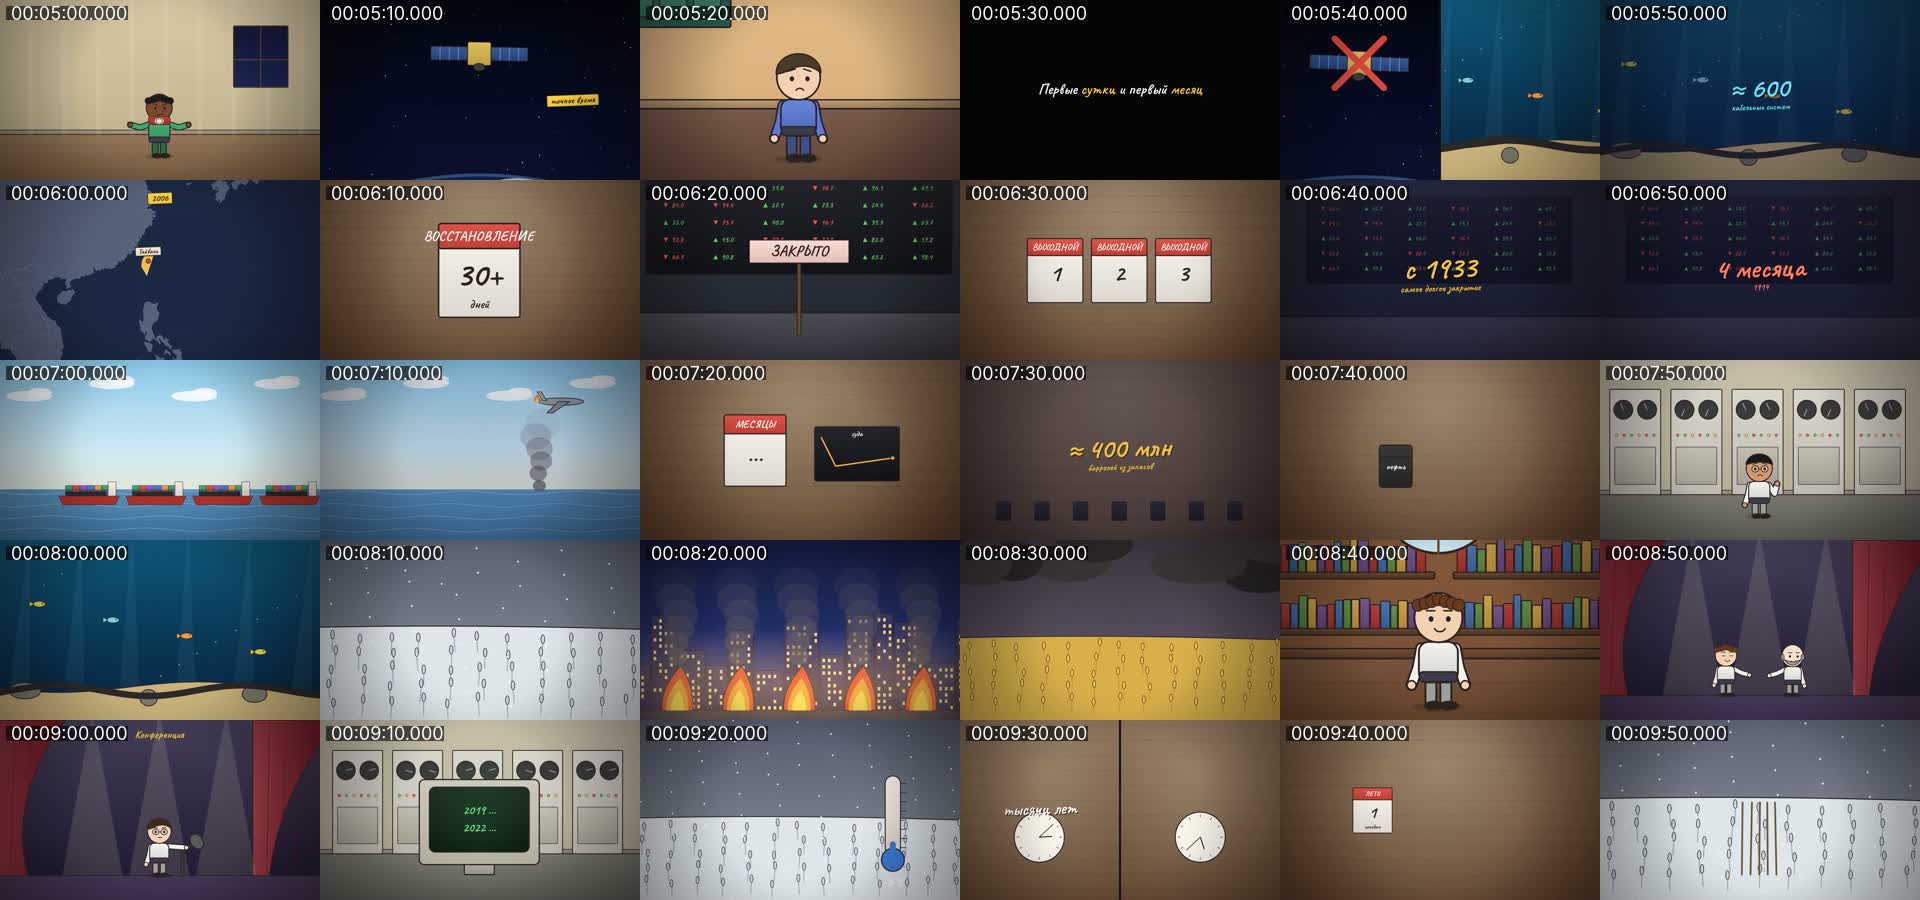 00:05:00.000
00:05:10.000
точное время
00:05:20.000
00:05:30.000
Первые сутки и первый месяц
00:05:40.000
00:05:50.000
≈ 600
кабельных систем
00:06:00.000
2006
Тайвань
00:06:10.000
ВОССТАНОВЛЕНИЕ
30+
дней
00:06:20.000
ЗАКРЫТО
00:06:30.000
ВЫХОДНОЙ
1
ВЫХОДНОЙ
2
ВЫХОДНОЙ
3
00:06:40.000
с 1933
самое долгое закрытие
00:06:50.000
4 месяца
1914
00:07:00.000
00:07:10.000
00:07:20.000
МЕСЯЦЫ
...
суда
00:07:30.000
≈ 400 млн
баррелей из запасов
00:07:40.000
нефть
00:07:50.000
00:08:00.000
00:08:10.000
00:08:20.000
00:08:30.000
00:08:40.000
00:08:50.000
00:09:00.000
Конференция
00:09:10.000
2019 ...
2022 ...
00:09:20.000
00:09:30.000
тысячи лет
00:09:40.000
ЛЕТО
1
00:09:50.000